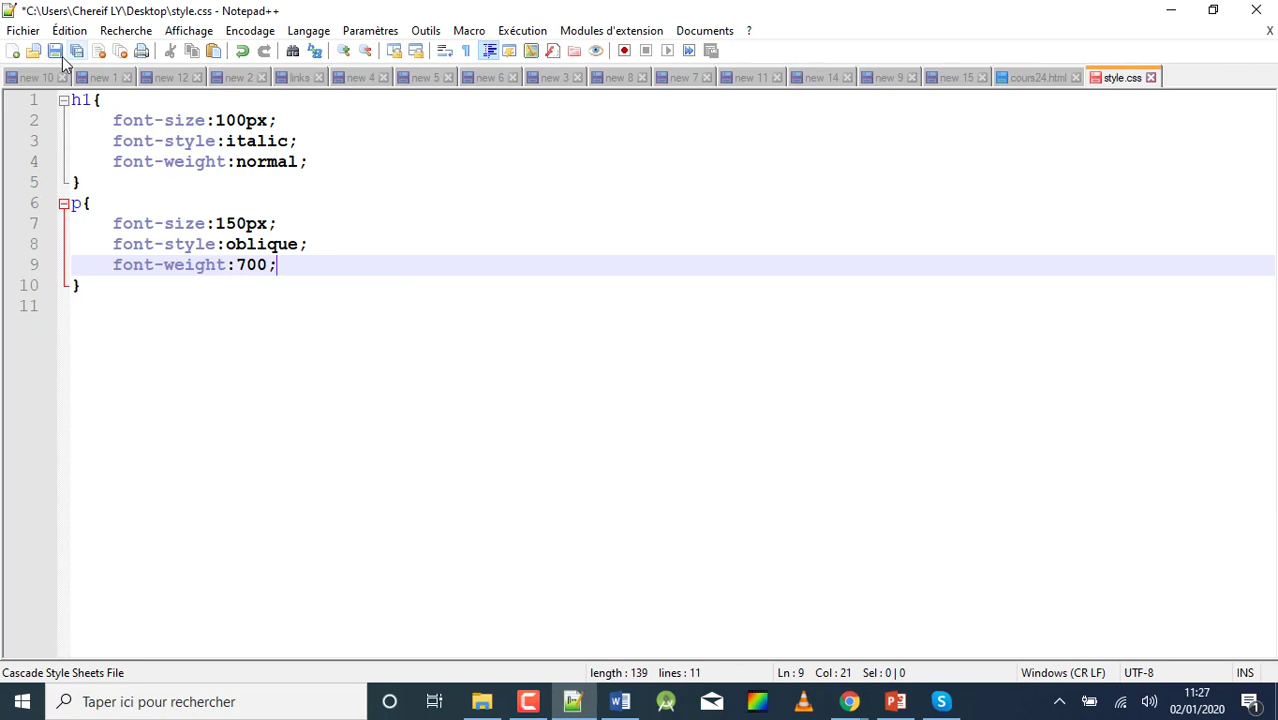 *C:\Users\Chereif LY\Desktop\style.css - Notepad++
Fichier Édition Recherche Affichage Encodage Langage Paramètres Outils Macro Exécution Modules d'extension Documents ? X
new 10 new 1 new 12 new 2 links new 4 new 5 new 6 new 3 new 8 new 7 new 11 new 14 new 9 new 15 cours24.html style.css
1 h1{
2 font-size:100px;
3 font-style:italic;
4 font-weight:normal;
5 }
6 p{
7 font-size:150px;
8 font-style:oblique;
9 font-weight:700;
10 }
11
Cascade Style Sheets File length : 139 lines : 11 Ln : 9 Col : 21 Sel : 0 | 0 Windows (CR LF) UTF-8 INS
Taper ici pour rechercher 11:27
02/01/2020